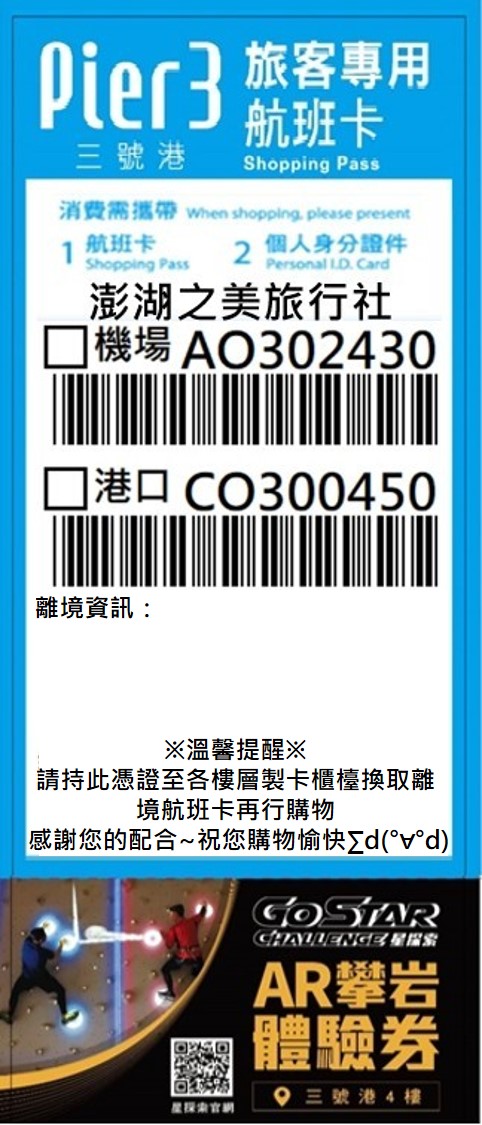 Pier3
三號港
旅客專用
航班卡
Shopping Pass
消費需攜帶 When shopping, please present
1 航班卡
Shopping Pass
2 個人身分證件
Personal I.D. Card
澎湖之美旅行社
☐機場 AO302430
☐港口 CO300450
離境資訊：
※溫馨提醒※
請持此憑證至各樓層製卡櫃檯換取離
境航班卡再行購物
感謝您的配合~祝您購物愉快∑d(°∀°d)
GOSTAR
CHALLENGE 星探索
AR攀岩
體驗券
三號港4樓
星探索官網